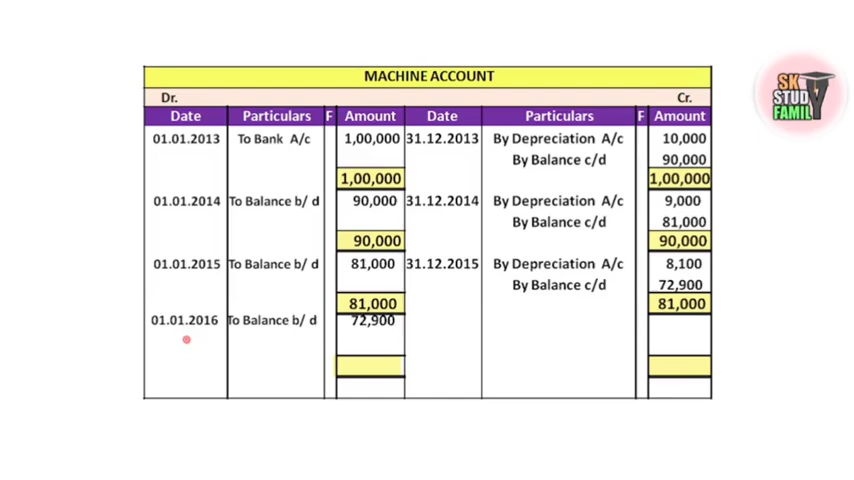 MACHINE ACCOUNT
Dr. Cr.
Date Particulars F Amount Date Particulars F Amount
01.01.2013 To Bank A/c 1,00,000 31.12.2013 By Depreciation A/c 10,000
By Balance c/d 90,000
1,00,000 1,00,000
01.01.2014 To Balance b/ d 90,000 31.12.2014 By Depreciation A/c 9,000
By Balance c/d 81,000
90,000 90,000
01.01.2015 To Balance b/ d 81,000 31.12.2015 By Depreciation A/c 8,100
By Balance c/d 72,900
81,000 81,000
01.01.2016 To Balance b/ d 72,900
SK
STUDY
FAMILY